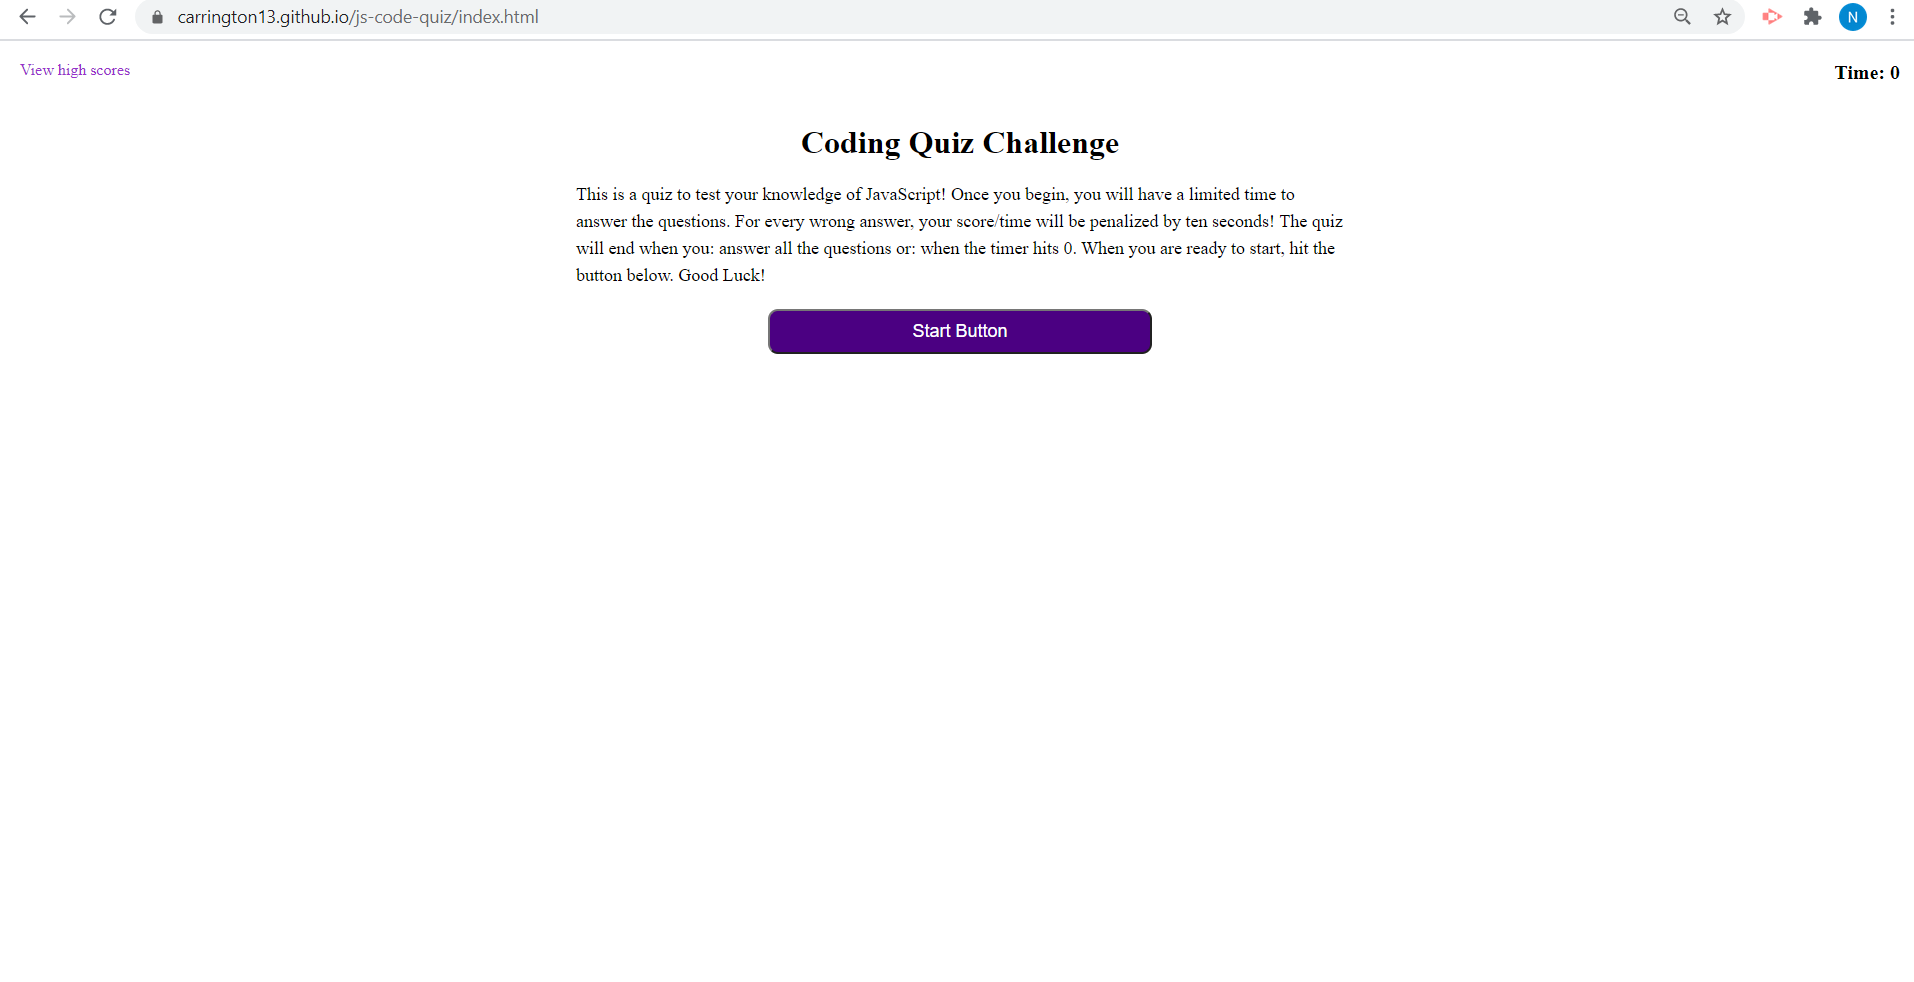 carrington13.github.io/js-code-quiz/index.html
N
View high scores
Time: 0
Coding Quiz Challenge
This is a quiz to test your knowledge of JavaScript! Once you begin, you will have a limited time to
answer the questions. For every wrong answer, your score/time will be penalized by ten seconds! The quiz
will end when you: answer all the questions or: when the timer hits 0. When you are ready to start, hit the
button below. Good Luck!
Start Button